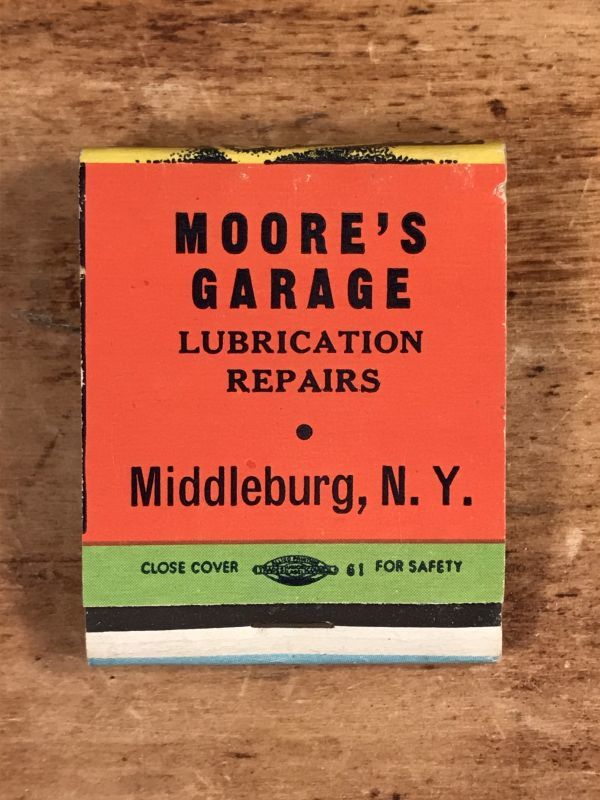 MOORE'S
GARAGE
LUBRICATION
REPAIRS
Middleburg, N. Y.
CLOSE COVER 61 FOR SAFETY